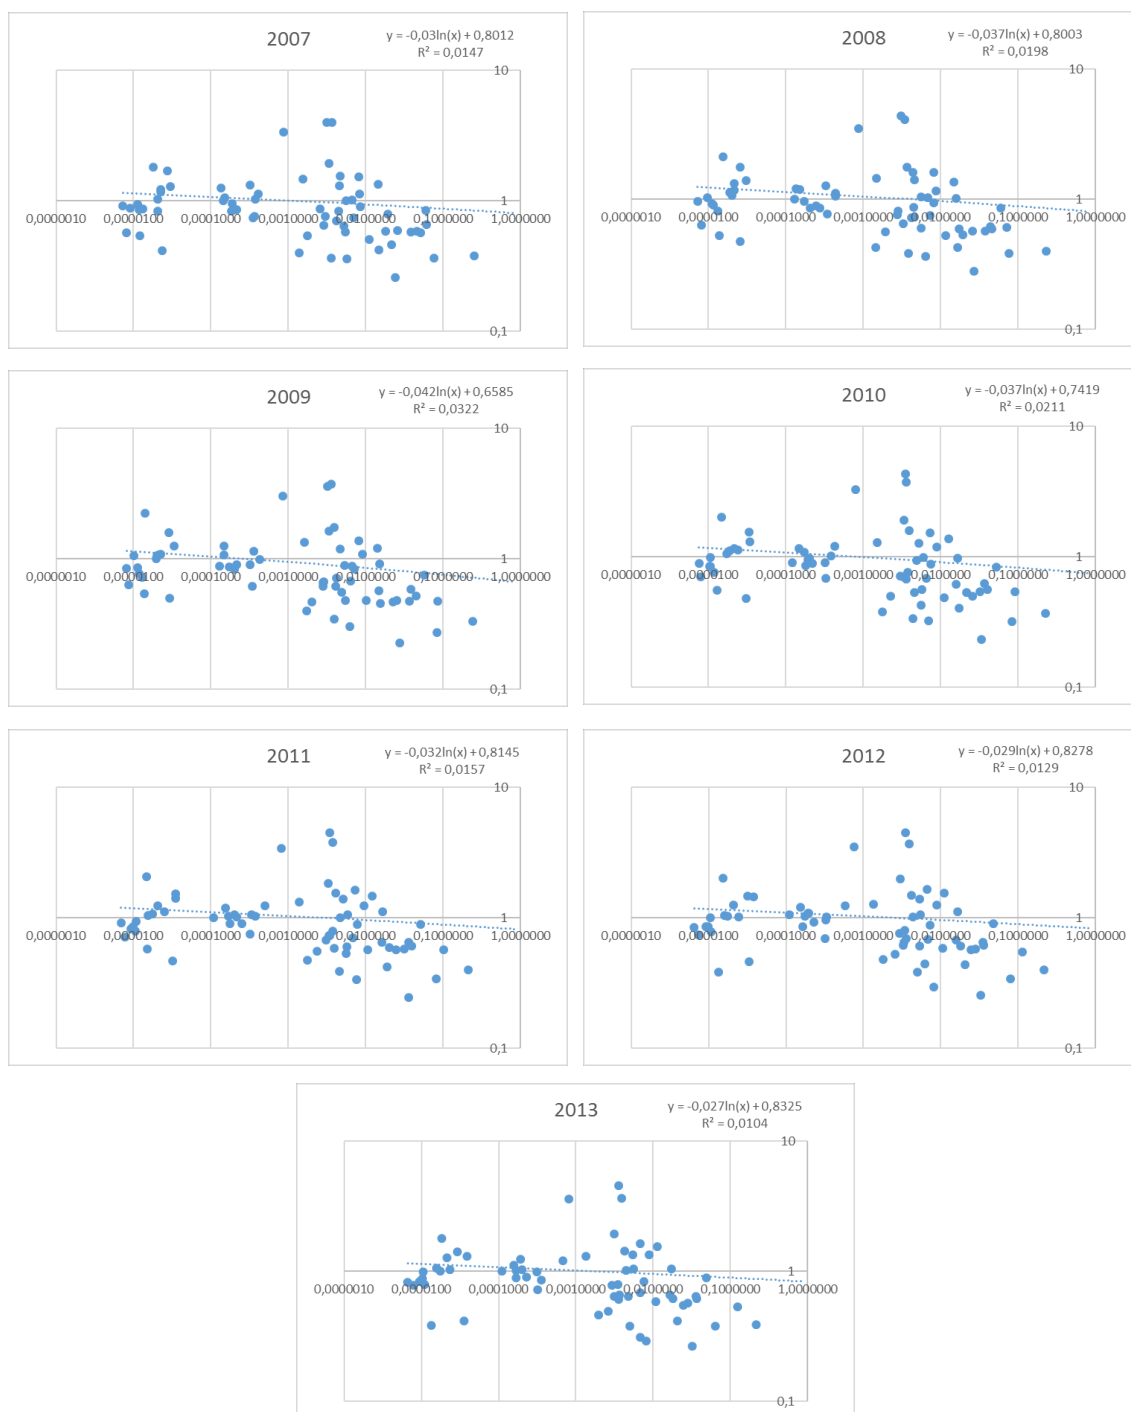 2007
y = -0,03ln(x) + 0,8012
R² = 0,0147
10
1
0,0000010 0,0000100 0,0001000 0,0010000 0,0100000 0,1000000 1,0000000
0,1
2008
y = -0,037ln(x) + 0,8003
R² = 0,0198
10
1
0,0000010 0,0000100 0,0001000 0,0010000 0,0100000 0,1000000 1,0000000
0,1
2009
y = -0,042ln(x) + 0,6585
R² = 0,0322
10
1
0,0000010 0,0000100 0,0001000 0,0010000 0,0100000 0,1000000 1,0000000
0,1
2010
y = -0,037ln(x) + 0,7419
R² = 0,0211
10
1
0,0000010 0,0000100 0,0001000 0,0010000 0,0100000 0,1000000 1,0000000
0,1
2011
y = -0,032ln(x) + 0,8145
R² = 0,0157
10
1
0,0000010 0,0000100 0,0001000 0,0010000 0,0100000 0,1000000 1,0000000
0,1
2012
y = -0,029ln(x) + 0,8278
R² = 0,0129
10
1
0,0000010 0,0000100 0,0001000 0,0010000 0,0100000 0,1000000 1,0000000
0,1
2013
y = -0,027ln(x) + 0,8325
R² = 0,0104
10
1
0,0000010 0,0000100 0,0001000 0,0010000 0,0100000 0,1000000 1,0000000
0,1